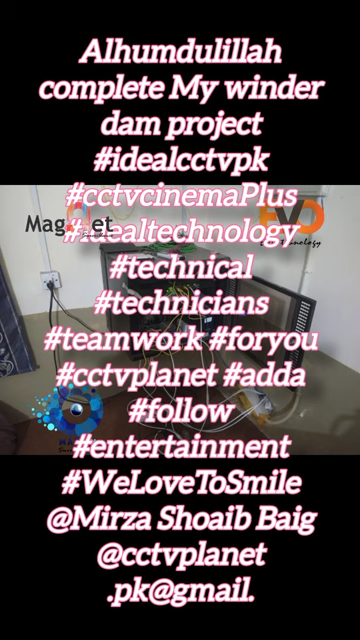 Alhumdulillah
complete My winder
dam project
#idealcctvpk
#cctvcinemaPlus
#idealtechnology
#technical
#technicians
#teamwork #foryou
#cctvplanet #adda
#follow
#entertainment
#WeLoveToSmile
@Mirza Shoaib Baig
@cctvplanet
.pk@gmail.